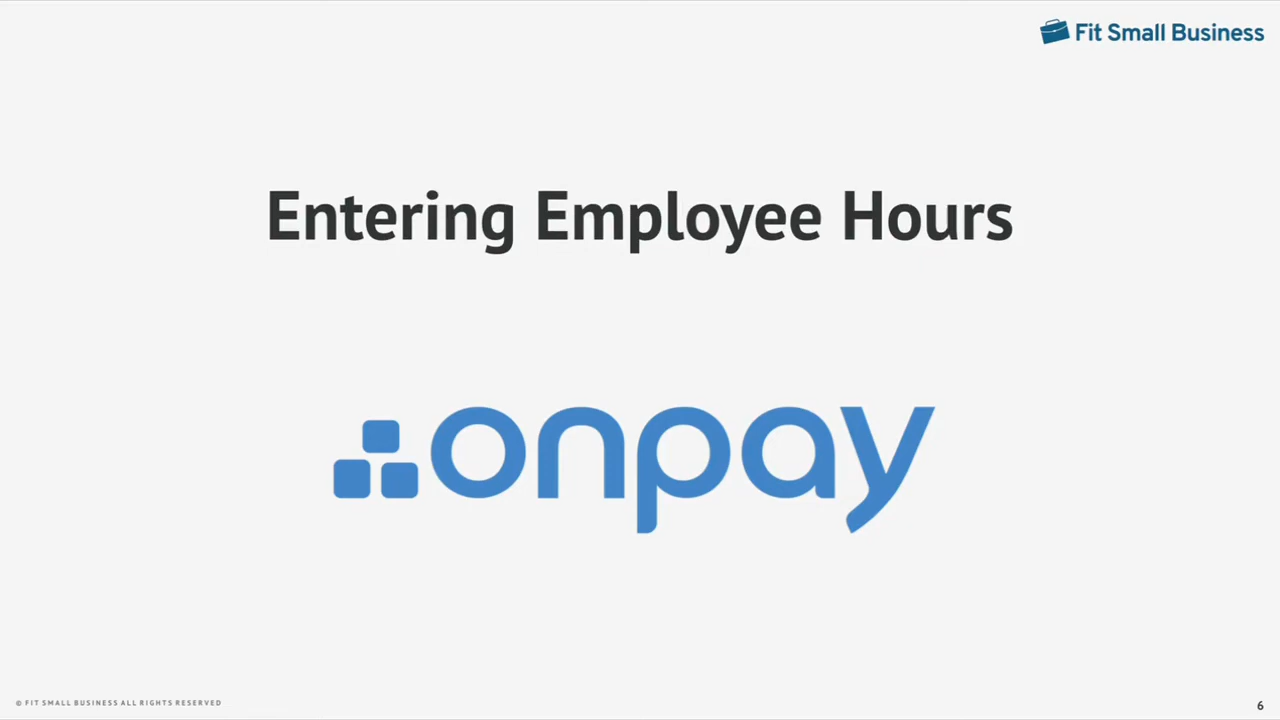 Fit Small Business
Entering Employee Hours
onpay
© FIT SMALL BUSINESS ALL RIGHTS RESERVED
6